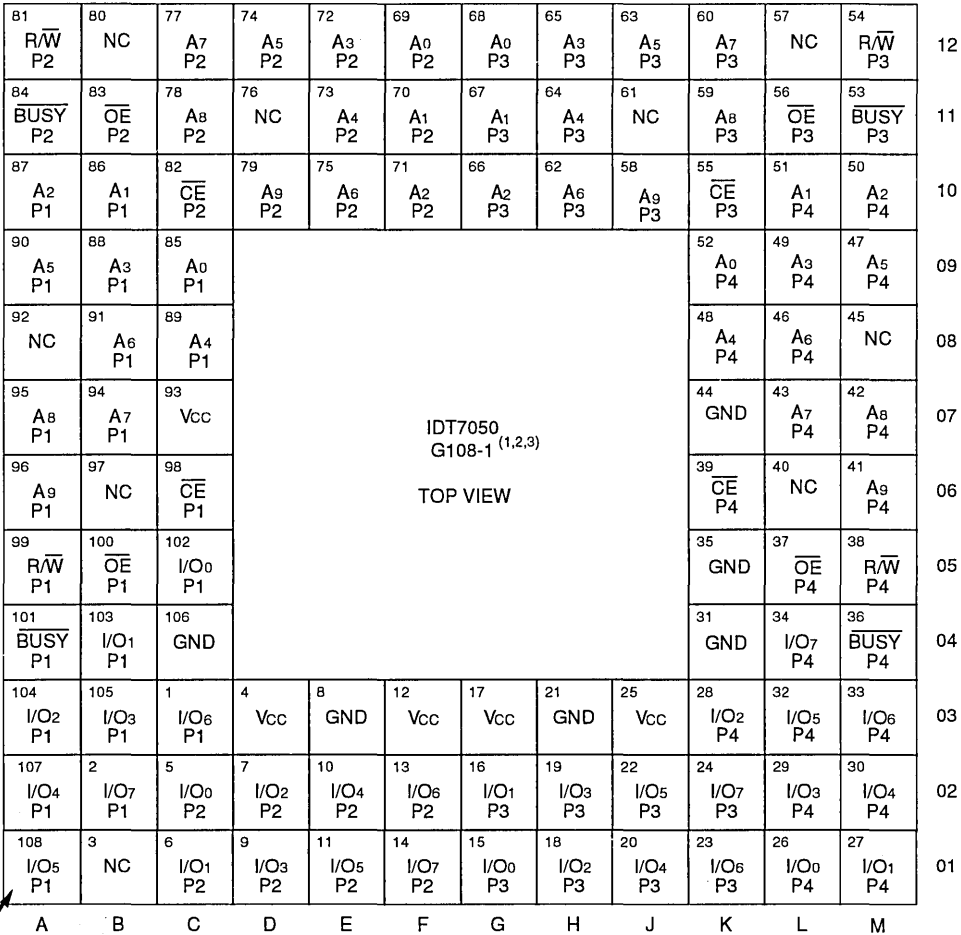 81 80 77 74 72 69 68 65 63 60 57 54
R/W̅ NC A7 A5 A3 A0 A0 A3 A5 A7 NC R/W̅ 12
P2 P2 P2 P2 P2 P3 P3 P3 P3 P3
84 83 78 76 73 70 67 64 61 59 56 53
B̅U̅S̅Y̅ O̅E̅ A8 NC A4 A1 A1 A4 NC A8 O̅E̅ B̅U̅S̅Y̅ 11
P2 P2 P2 P2 P2 P3 P3 P3 P3 P3
87 86 82 79 75 71 66 62 58 55 51 50
A2 A1 C̅E̅ A9 A6 A2 A2 A6 A9 C̅E̅ A1 A2 10
P1 P1 P2 P2 P2 P2 P3 P3 P3 P3 P4 P4
90 88 85 52 49 47
A5 A3 A0 A0 A3 A5 09
P1 P1 P1 P4 P4 P4
92 91 89 48 46 45
NC A6 A4 A4 A6 NC 08
P1 P1 P4 P4
95 94 93 44 43 42
A8 A7 VCC GND A7 A8 07
P1 P1 P4 P4
IDT7050
G108-1 (1,2,3)
TOP VIEW
96 97 98 39 40 41
A9 NC C̅E̅ C̅E̅ NC A9 06
P1 P1 P4 P4
99 100 102 35 37 38
R/W̅ O̅E̅ I/O0 GND O̅E̅ R/W̅ 05
P1 P1 P1 P4 P4
101 103 106 31 34 36
B̅U̅S̅Y̅ I/O1 GND GND I/O7 B̅U̅S̅Y̅ 04
P1 P1 P4 P4
104 105 1 4 8 12 17 21 25 28 32 33
I/O2 I/O3 I/O6 VCC GND VCC VCC GND VCC I/O2 I/O5 I/O6 03
P1 P1 P1 P4 P4 P4
107 2 5 7 10 13 16 19 22 24 29 30
I/O4 I/O7 I/O0 I/O2 I/O4 I/O6 I/O1 I/O3 I/O5 I/O7 I/O3 I/O4 02
P1 P1 P2 P2 P2 P2 P3 P3 P3 P3 P4 P4
108 3 6 9 11 14 15 18 20 23 26 27
I/O5 NC I/O1 I/O3 I/O5 I/O7 I/O0 I/O2 I/O4 I/O6 I/O0 I/O1 01
P1 P2 P2 P2 P2 P3 P3 P3 P3 P4 P4
A B C D E F G H J K L M